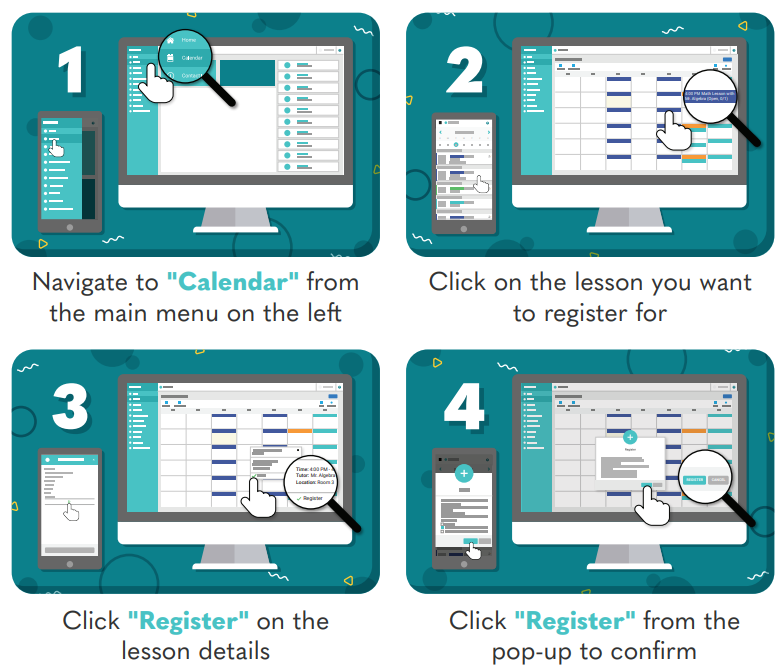 1
Home
Calendar
Contact
Navigate to "Calendar" from
the main menu on the left
2
4:00 PM Math Lesson with
Mr. Algebra (Open, 0/1)
Click on the lesson you want
to register for
3
Time: 4:00 PM -
Tutor: Mr. Algebra
Location: Room 3
Register
Click "Register" on the
lesson details
4
Register
REGISTER
CANCEL
Click "Register" from the
pop-up to confirm